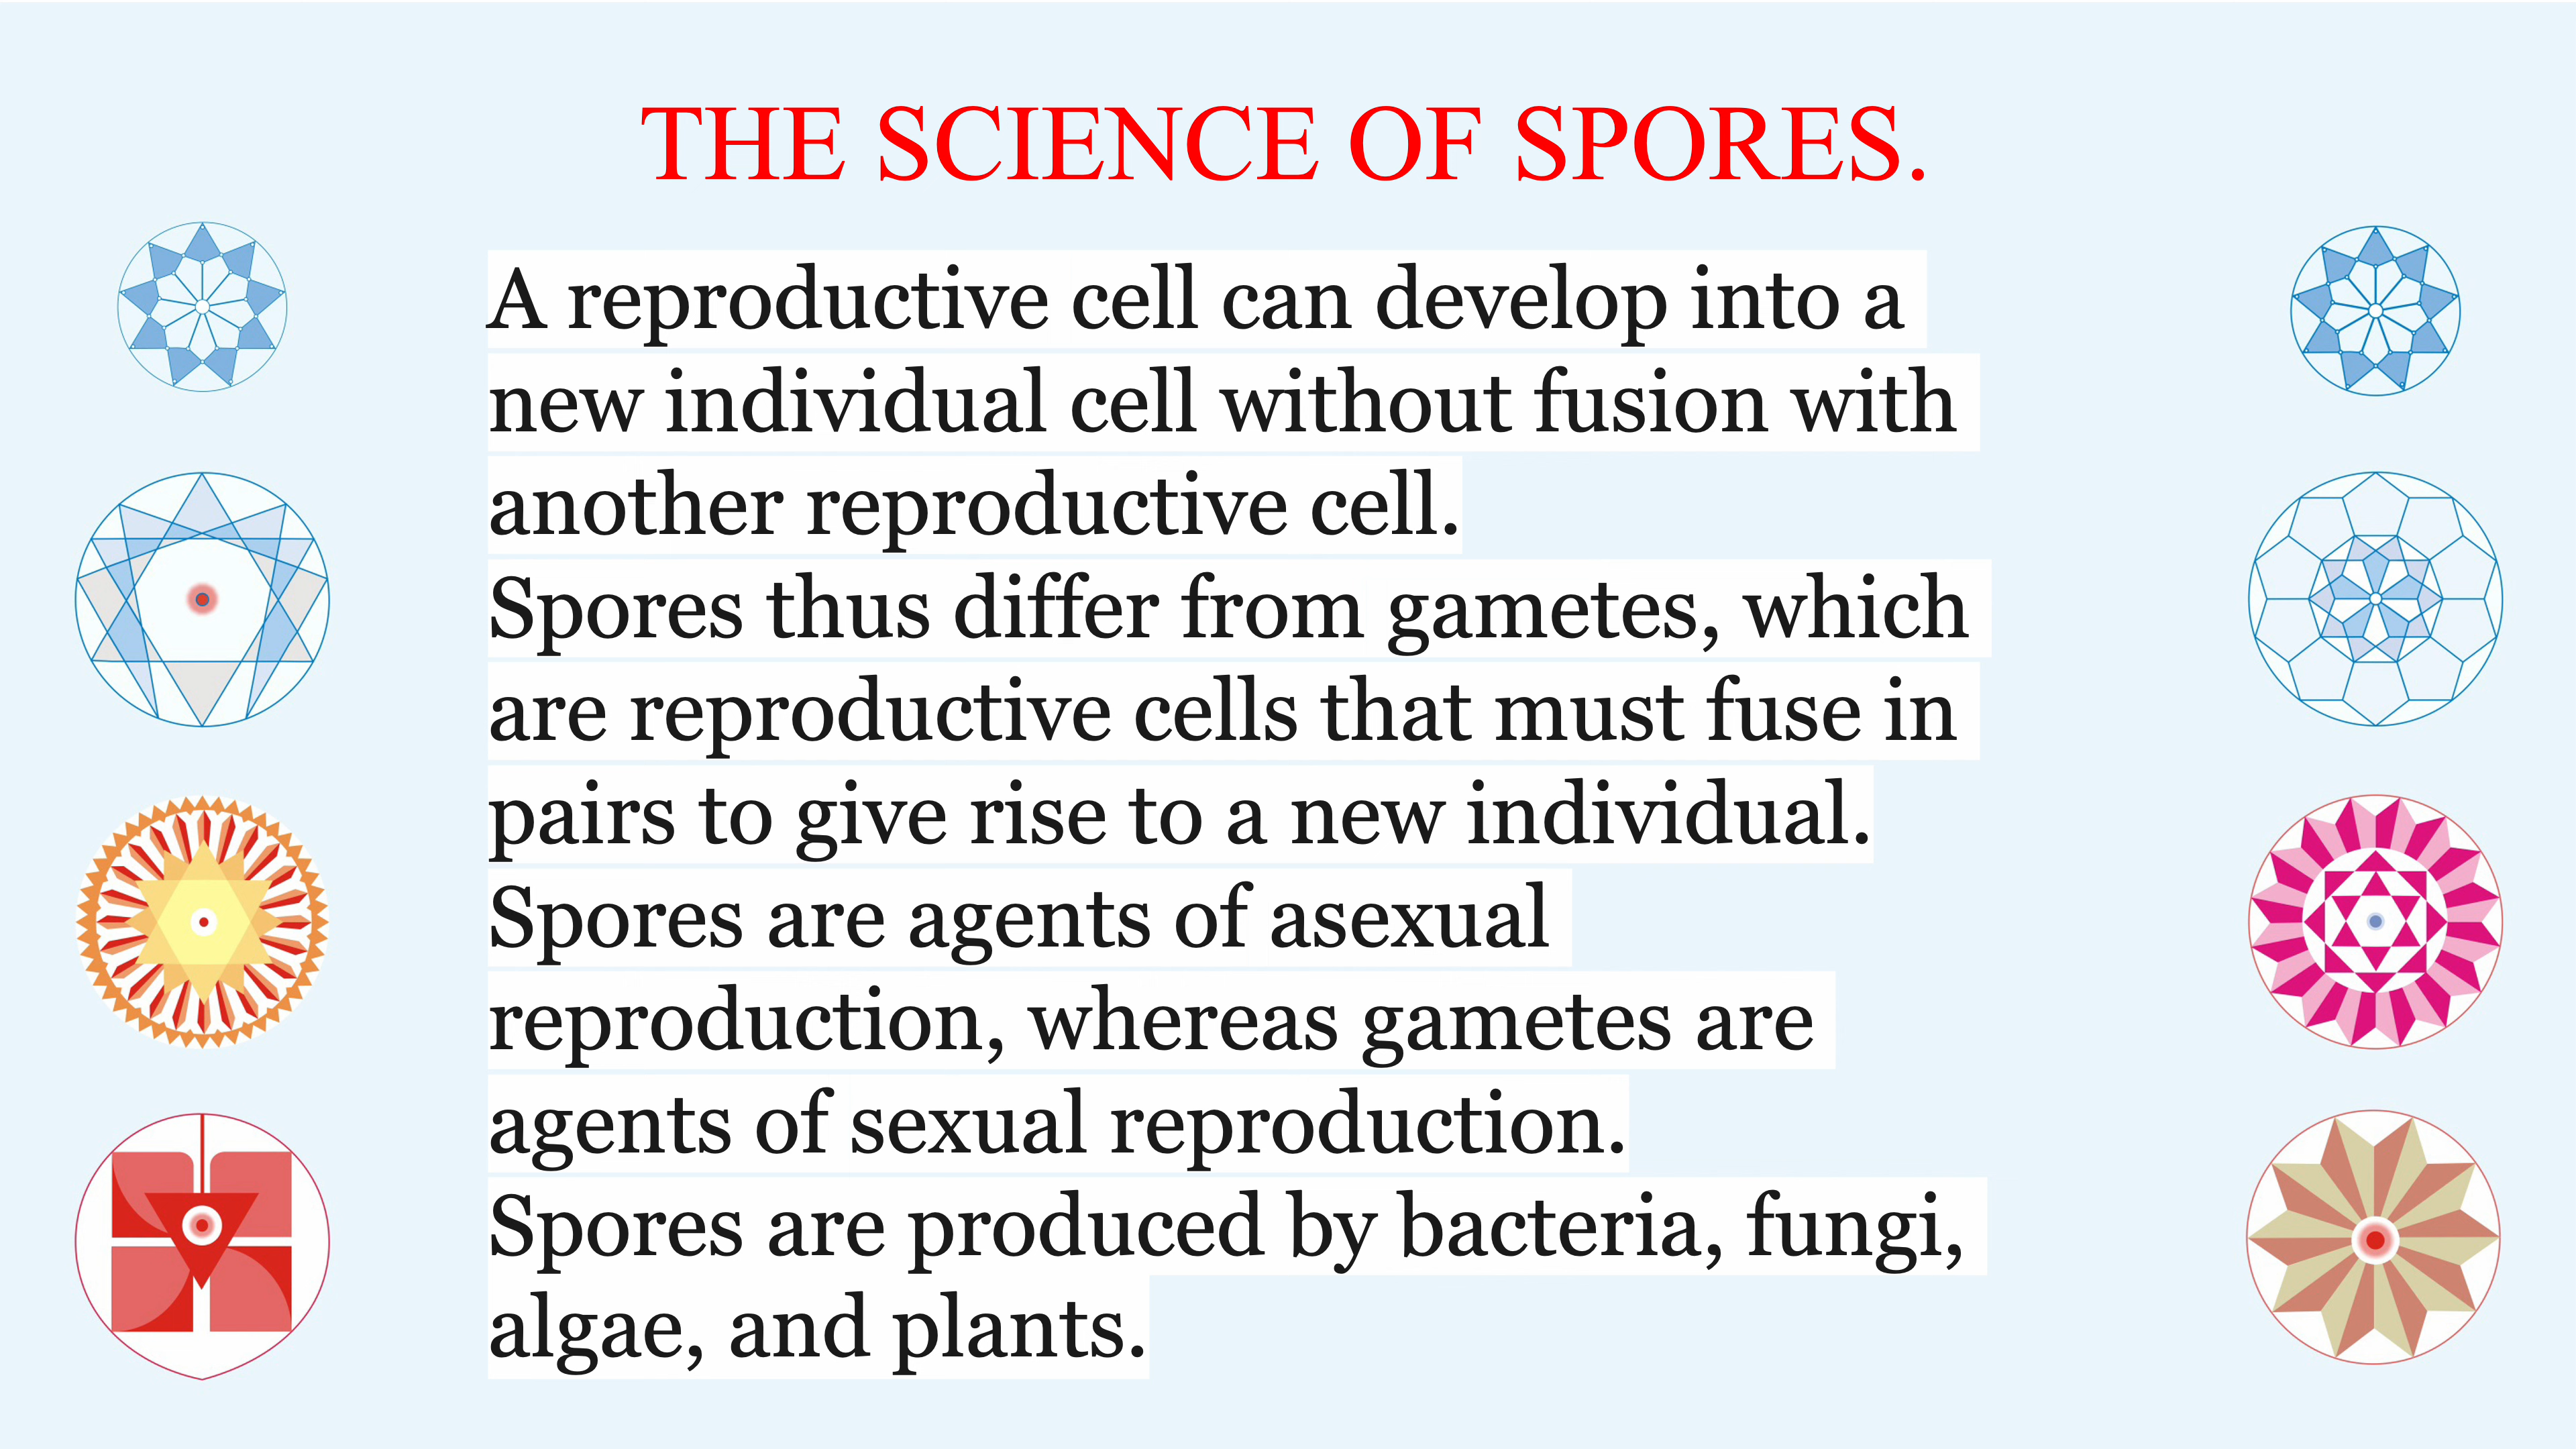 THE SCIENCE OF SPORES.
A reproductive cell can develop into a
new individual cell without fusion with
another reproductive cell.
Spores thus differ from gametes, which
are reproductive cells that must fuse in
pairs to give rise to a new individual.
Spores are agents of asexual
reproduction, whereas gametes are
agents of sexual reproduction.
Spores are produced by bacteria, fungi,
algae, and plants.